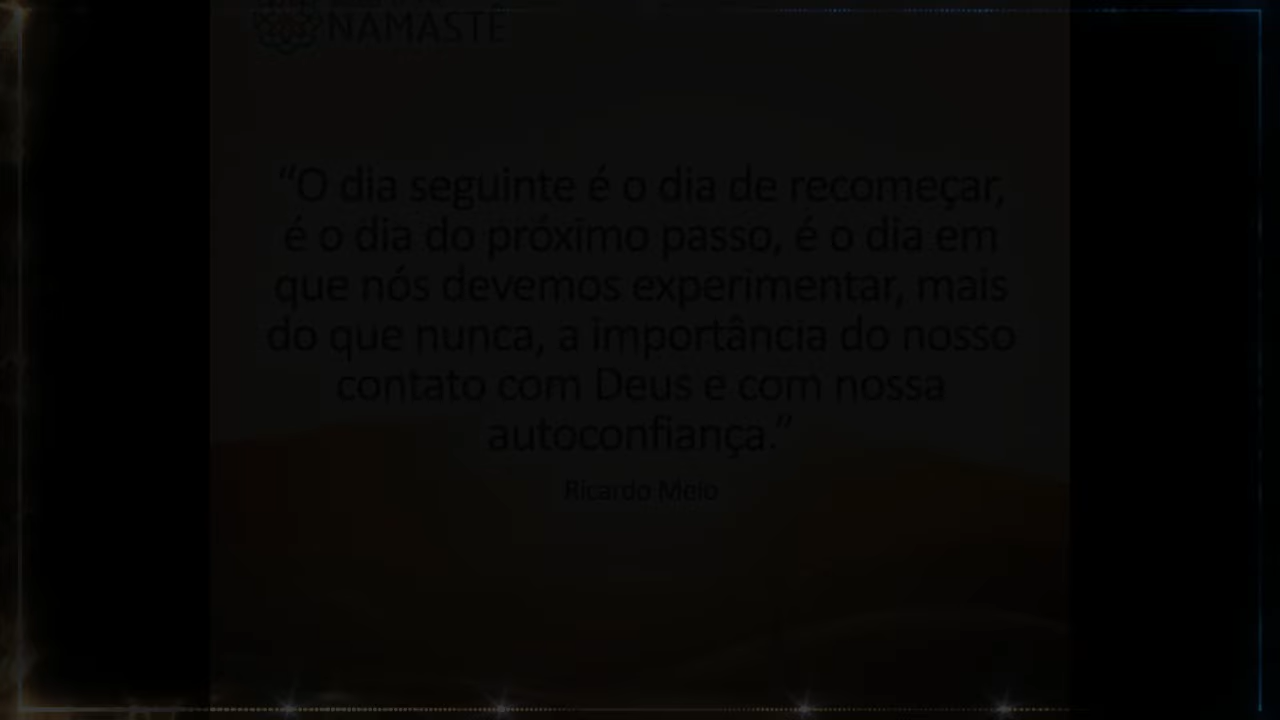 NAMASTE
“O dia seguinte é o dia de recomeçar,
é o dia do próximo passo, é o dia em
que nós devemos experimentar, mais
do que nunca, a importância do nosso
contato com Deus e com nossa
autoconfiança.”
Ricardo Melo